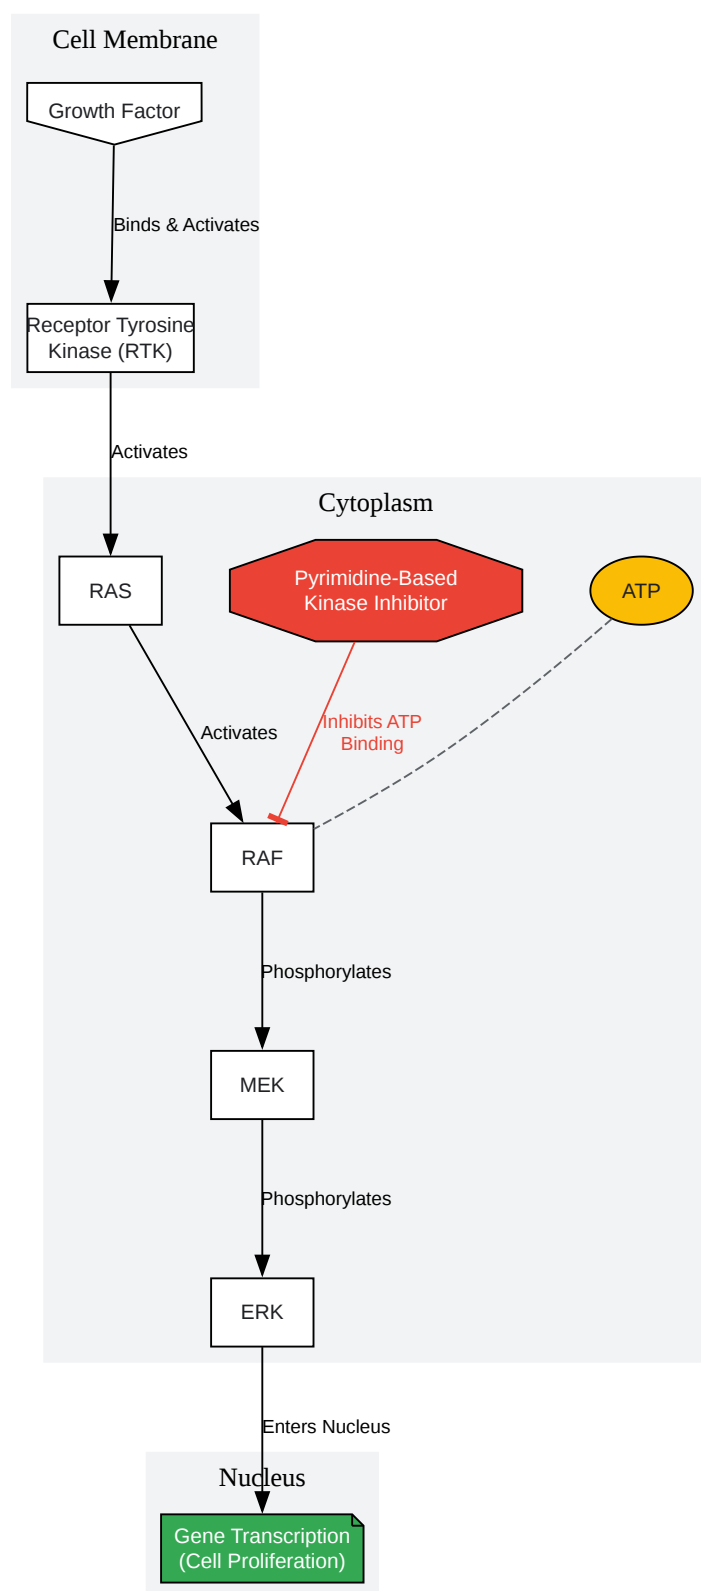 Cell Membrane
Growth Factor
Binds & Activates
Receptor Tyrosine
Kinase (RTK)
Activates
Cytoplasm
RAS
Pyrimidine-Based
Kinase Inhibitor
ATP
Activates
Inhibits ATP
Binding
RAF
Phosphorylates
MEK
Phosphorylates
ERK
Enters Nucleus
Nucleus
Gene Transcription
(Cell Proliferation)